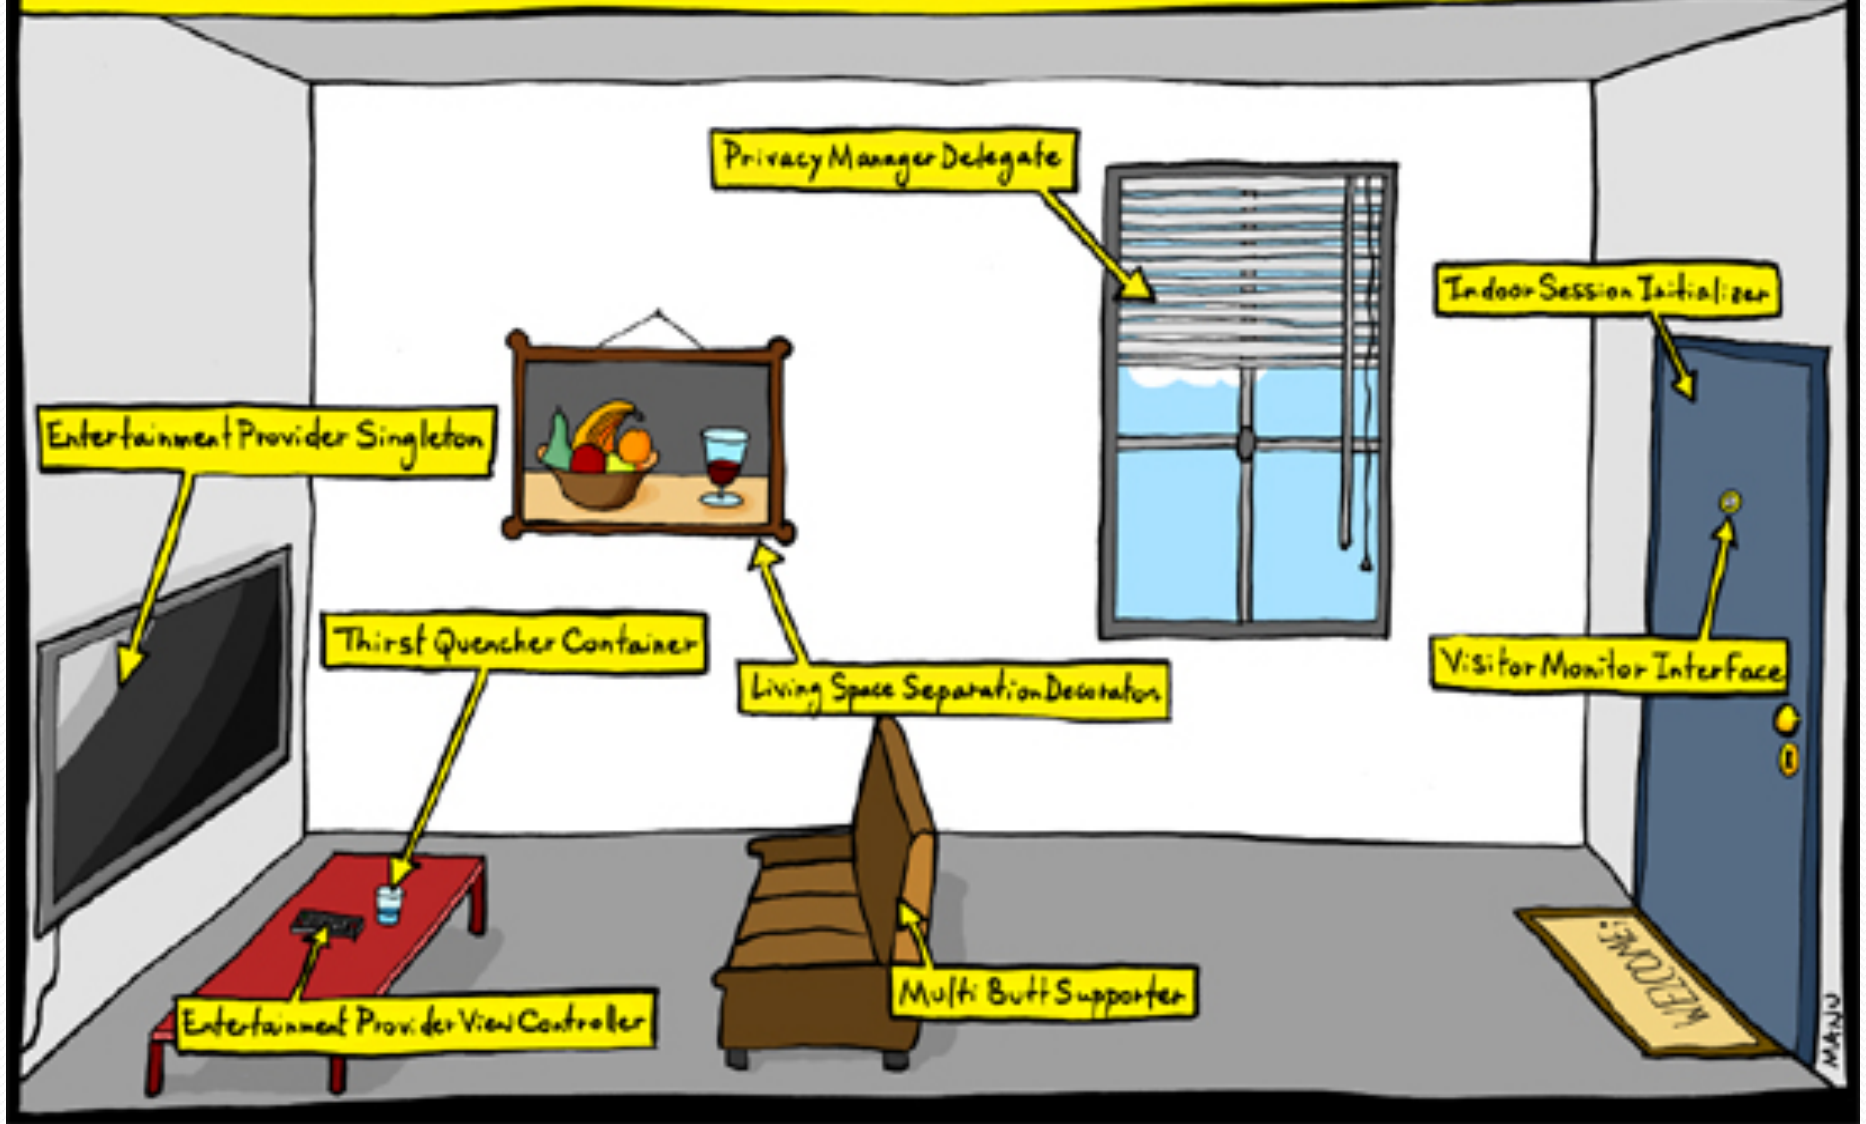 Privacy Manager Delegate
Indoor Session Initializer
Entertainment Provider Singleton
Thirst Quencher Container
Living Space Separation Decorator
Visitor Monitor Interface
Multi Butt Supporter
Entertainment Provider View Controller
WELCOME!
MANU